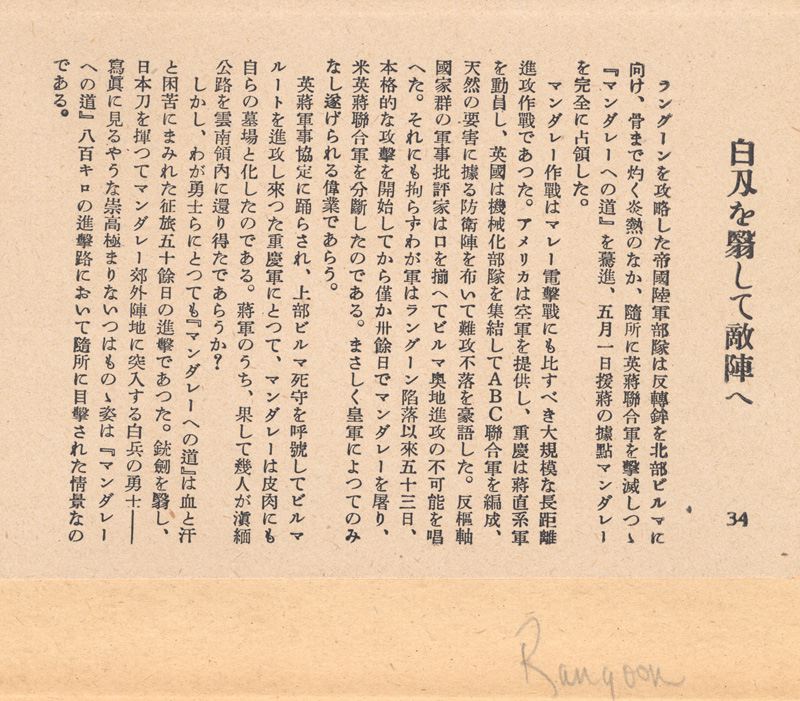 白刄を翳して敵陣へ
34
ラングーンを攻略した帝國陸軍部隊は反轉鉾を北部ビルマに
向け、骨まで灼く炎熱のなか、隨所に英蔣聯合軍を擊滅しつゝ
『マンダレーへの道』を驀進、五月一日援蔣の據點マンダレー
を完全に占領した。
マンダレー作戰はマレー電擊戰にも比すべき大規模な長距離
進攻作戰であつた。アメリカは空軍を提供し、重慶は蔣直系軍
を動員し、英國は機械化部隊を集結してABC聯合軍を編成、
天然の要害に據る防衞陣を布いて難攻不落を豪語した。反樞軸
國家群の軍事批評家は口を揃へてビルマ奧地進攻の不可能を唱
へた。それにも拘らずわが軍はラングーン陷落以來五十三日、
本格的な攻擊を開始してから僅か卅餘日でマンダレーを屠り、
米英蔣聯合軍を分斷したのである。まさしく皇軍によつてのみ
なし遂げられる偉業であらう。
英蔣軍事協定に踊らされ、上部ビルマ死守を呼號してビルマ
ルートを進攻し來つた重慶軍にとつて、マンダレーは皮肉にも
自らの墓場と化したのである。蔣軍のうち、果して幾人が滇緬
公路を雲南領內に還り得たであらうか?
しかし、わが勇士らにとつても『マンダレーへの道』は血と汗
と困苦にまみれた征旅五十餘日の進擊であつた。銃劍を翳し、
日本刀を揮つてマンダレー郊外陣地に突入する白兵の勇士――
寫眞に見るやうな崇高極まりないつはものゝ姿は『マンダレー
への道』八百キロの進擊路において隨所に目擊された情景なの
である。
Rangoon